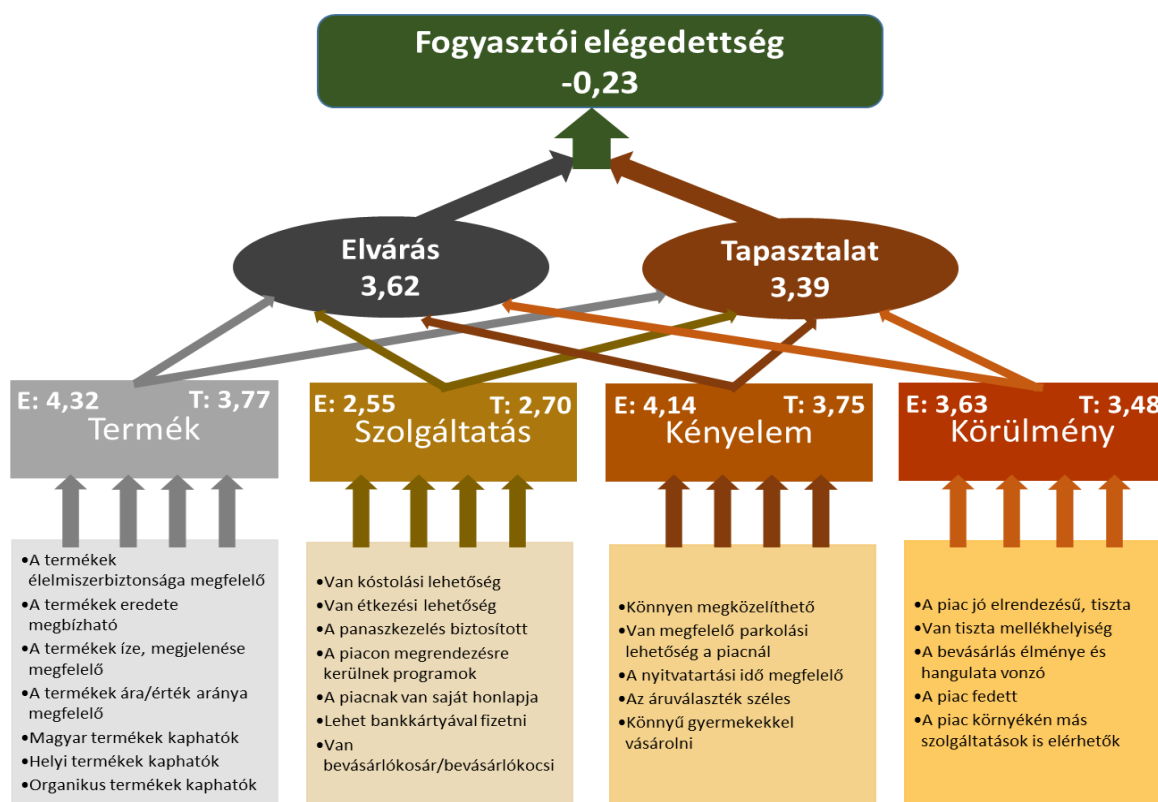 Fogyasztói elégedettség
-0,23
Elvárás
3,62
Tapasztalat
3,39
E: 4,32 T: 3,77
Termék
E: 2,55 T: 2,70
Szolgáltatás
E: 4,14 T: 3,75
Kényelem
E: 3,63 T: 3,48
Körülmény
•A termékek
élelmiszerbiztonsága megfelelő
•A termékek eredete
megbízható
•A termékek íze, megjelenése
megfelelő
•A termékek ára/érték aránya
megfelelő
•Magyar termékek kaphatók
•Helyi termékek kaphatók
•Organikus termékek kaphatók
•Van kóstolási lehetőség
•Van étkezési lehetőség
•A panaszkezelés biztosított
•A piacon megrendezésre
kerülnek programok
•A piacnak van saját honlapja
•Lehet bankkártyával fizetni
•Van
bevásárlókosár/bevásárlókocsi
•Könnyen megközelíthető
•Van megfelelő parkolási
lehetőség a piacnál
•A nyitvatartási idő megfelelő
•Az áruválaszték széles
•Könnyű gyermekekkel
vásárolni
•A piac jó elrendezésű, tiszta
•Van tiszta mellékhelyiség
•A bevásárlás élménye és
hangulata vonzó
•A piac fedett
•A piac környékén más
szolgáltatások is elérhetők